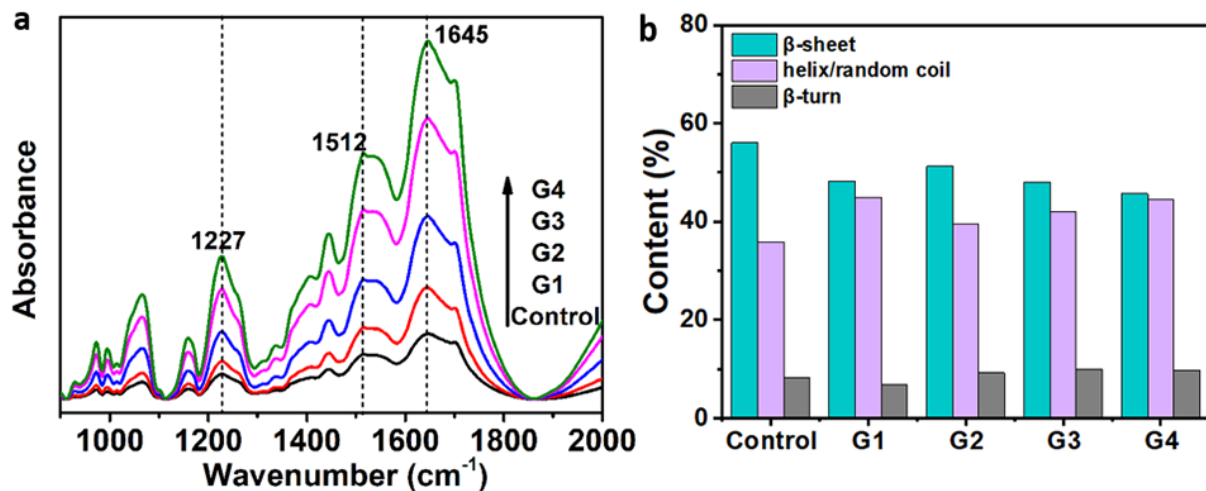 a
1645
1512
1227
G4
G3
G2
G1
Control
Absorbance
1000 1200 1400 1600 1800 2000
Wavenumber (cm-1)
b
β-sheet
helix/random coil
β-turn
80
60
40
20
0
Content (%)
Control G1 G2 G3 G4